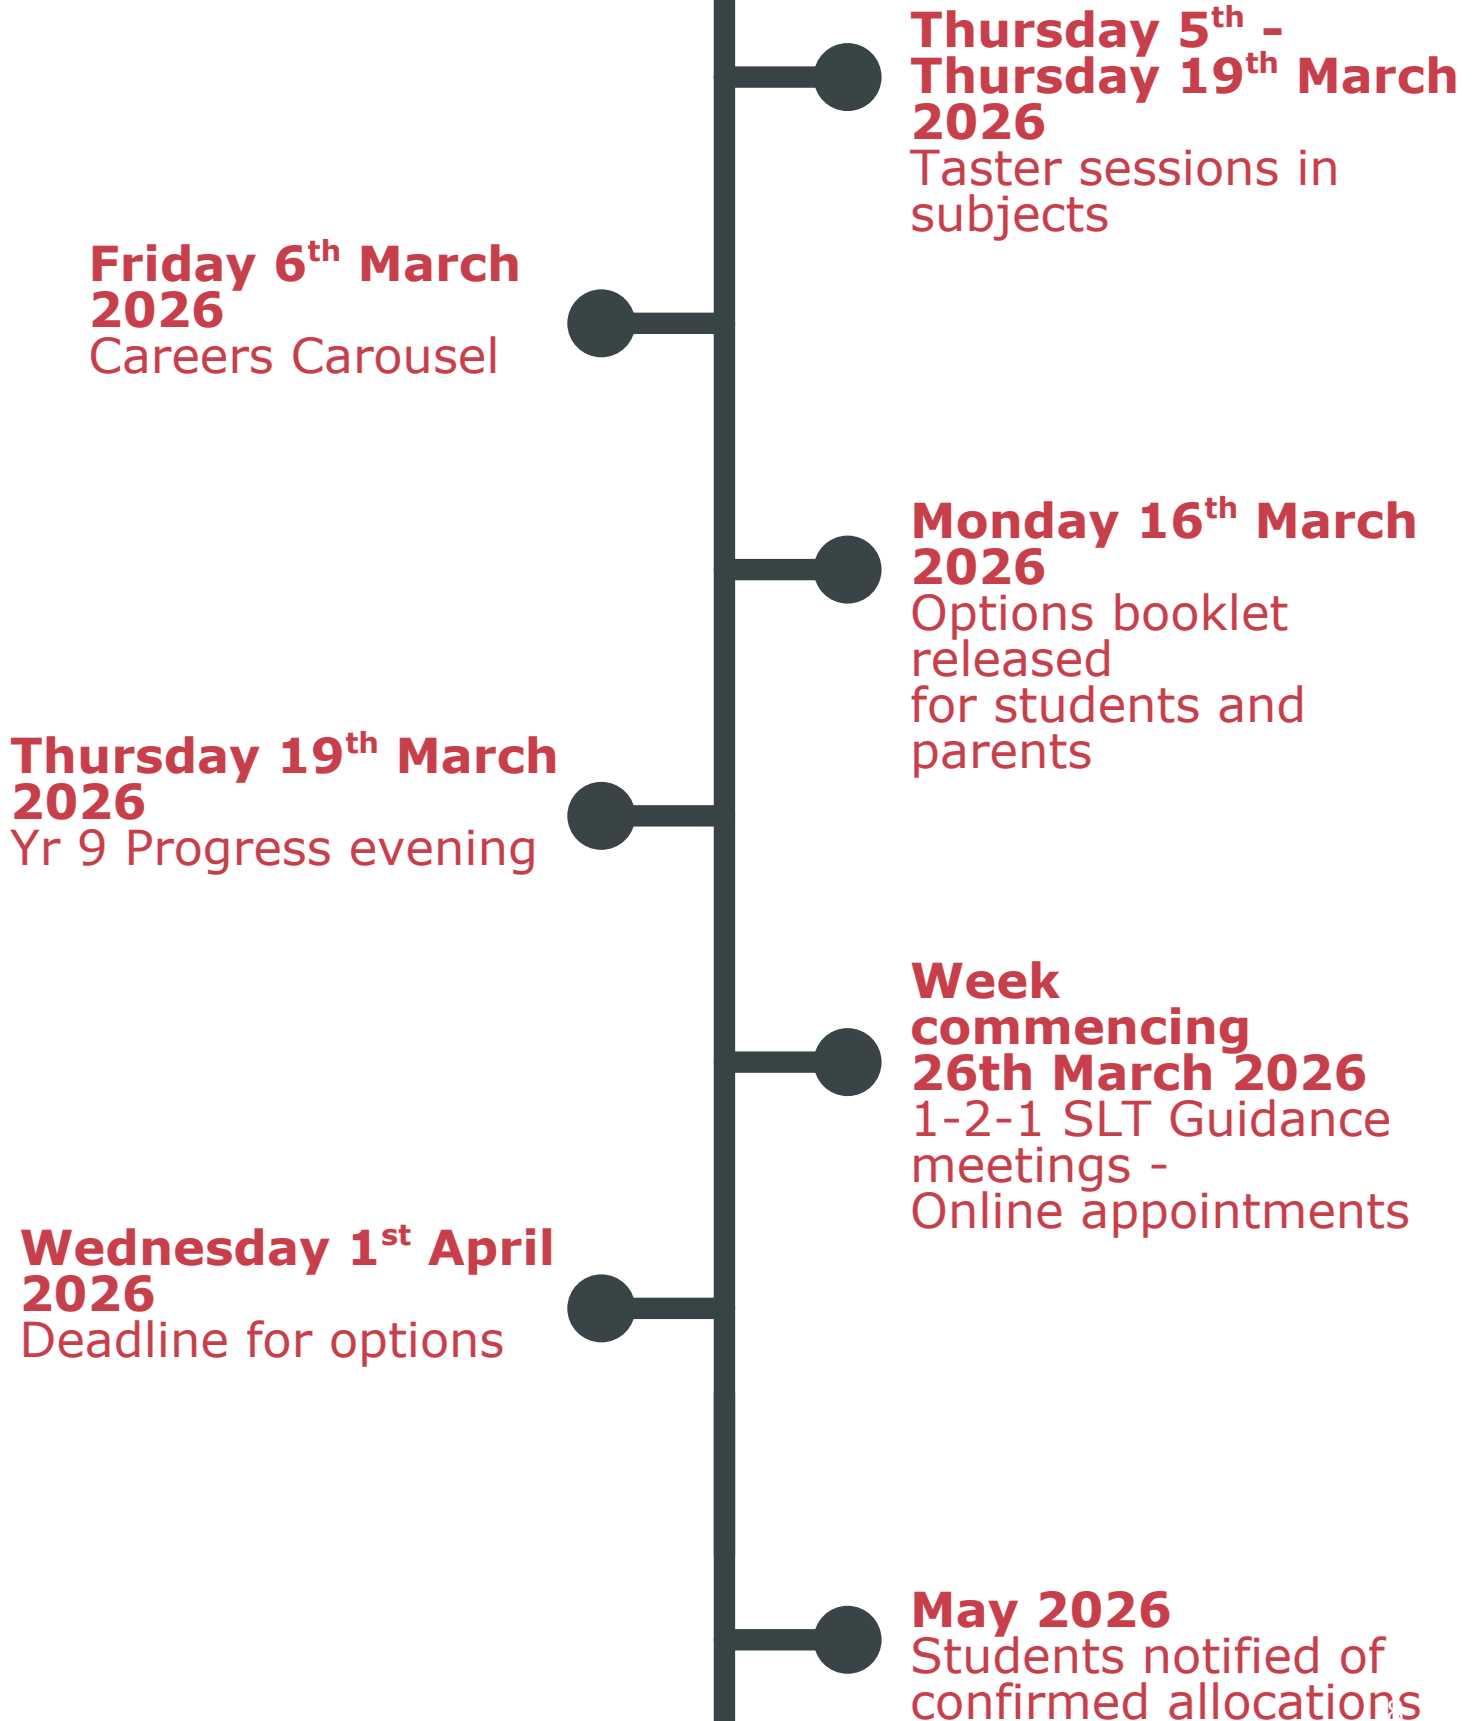 Thursday 5th -
Thursday 19th March
2026
Taster sessions in
subjects
Friday 6th March
2026
Careers Carousel
Monday 16th March
2026
Options booklet
released
for students and
parents
Thursday 19th March
2026
Yr 9 Progress evening
Week
commencing
26th March 2026
1-2-1 SLT Guidance
meetings -
Online appointments
Wednesday 1st April
2026
Deadline for options
May 2026
Students notified of
confirmed allocations